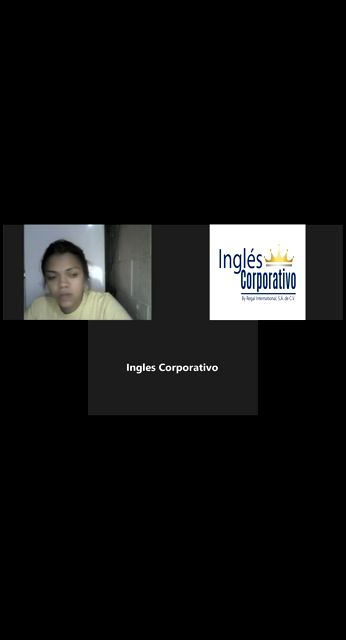 Inglés
Corporativo
By Regal International, S.A. de C.V.
Ingles Corporativo